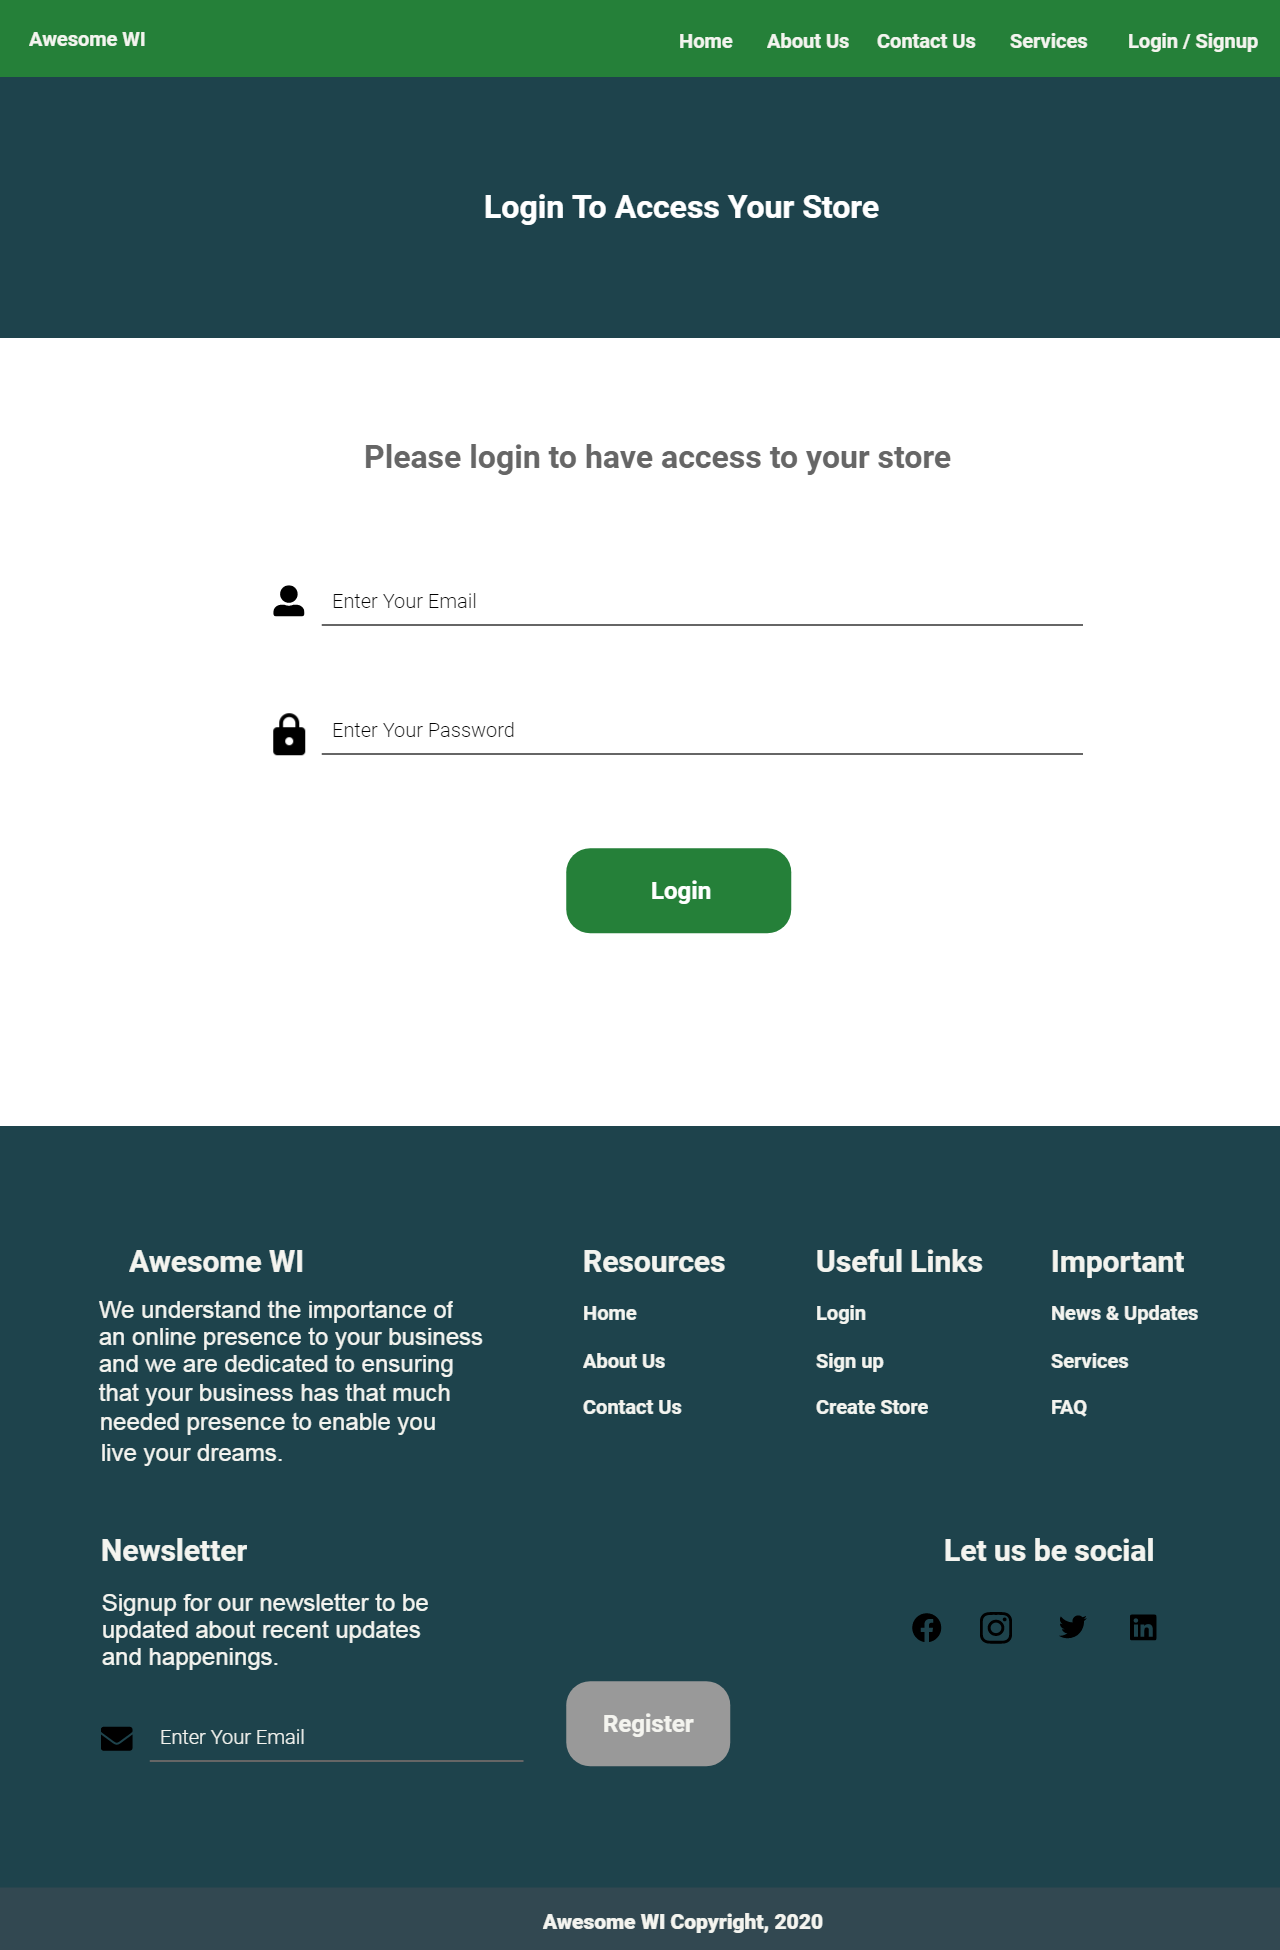 Awesome WI
Home About Us Contact Us Services Login / Signup
Login To Access Your Store
Please login to have access to your store
Enter Your Email
Enter Your Password
Login
Awesome WI
We understand the importance of
an online presence to your business
and we are dedicated to ensuring
that your business has that much
needed presence to enable you
live your dreams.
Resources
Home
About Us
Contact Us
Useful Links
Login
Sign up
Create Store
Important
News & Updates
Services
FAQ
Newsletter
Signup for our newsletter to be
updated about recent updates
and happenings.
Enter Your Email
Register
Let us be social
Awesome WI Copyright, 2020